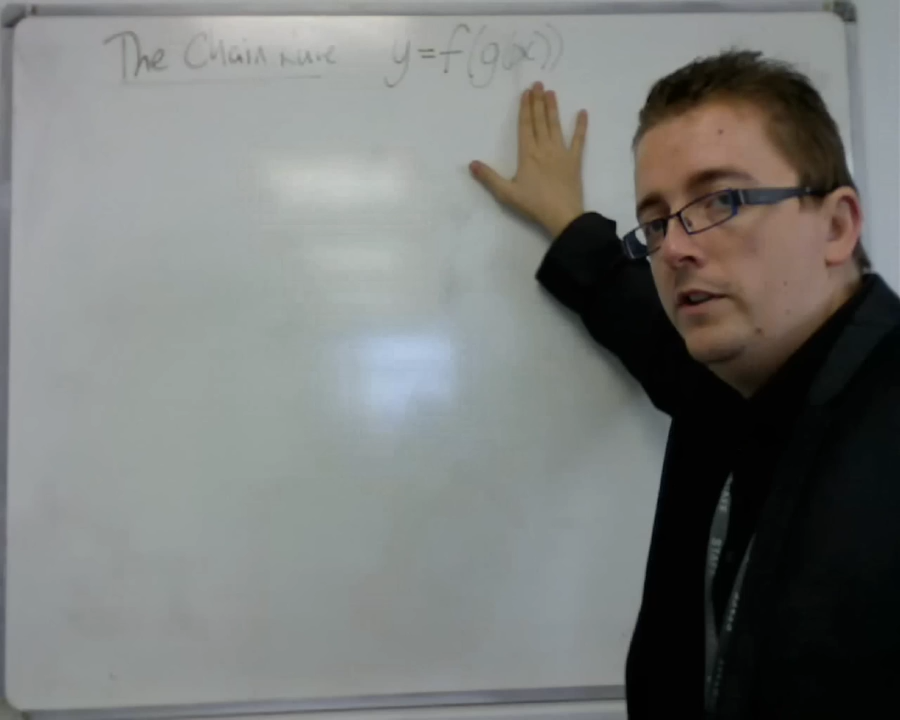 The Chain rule y=f(g(x))